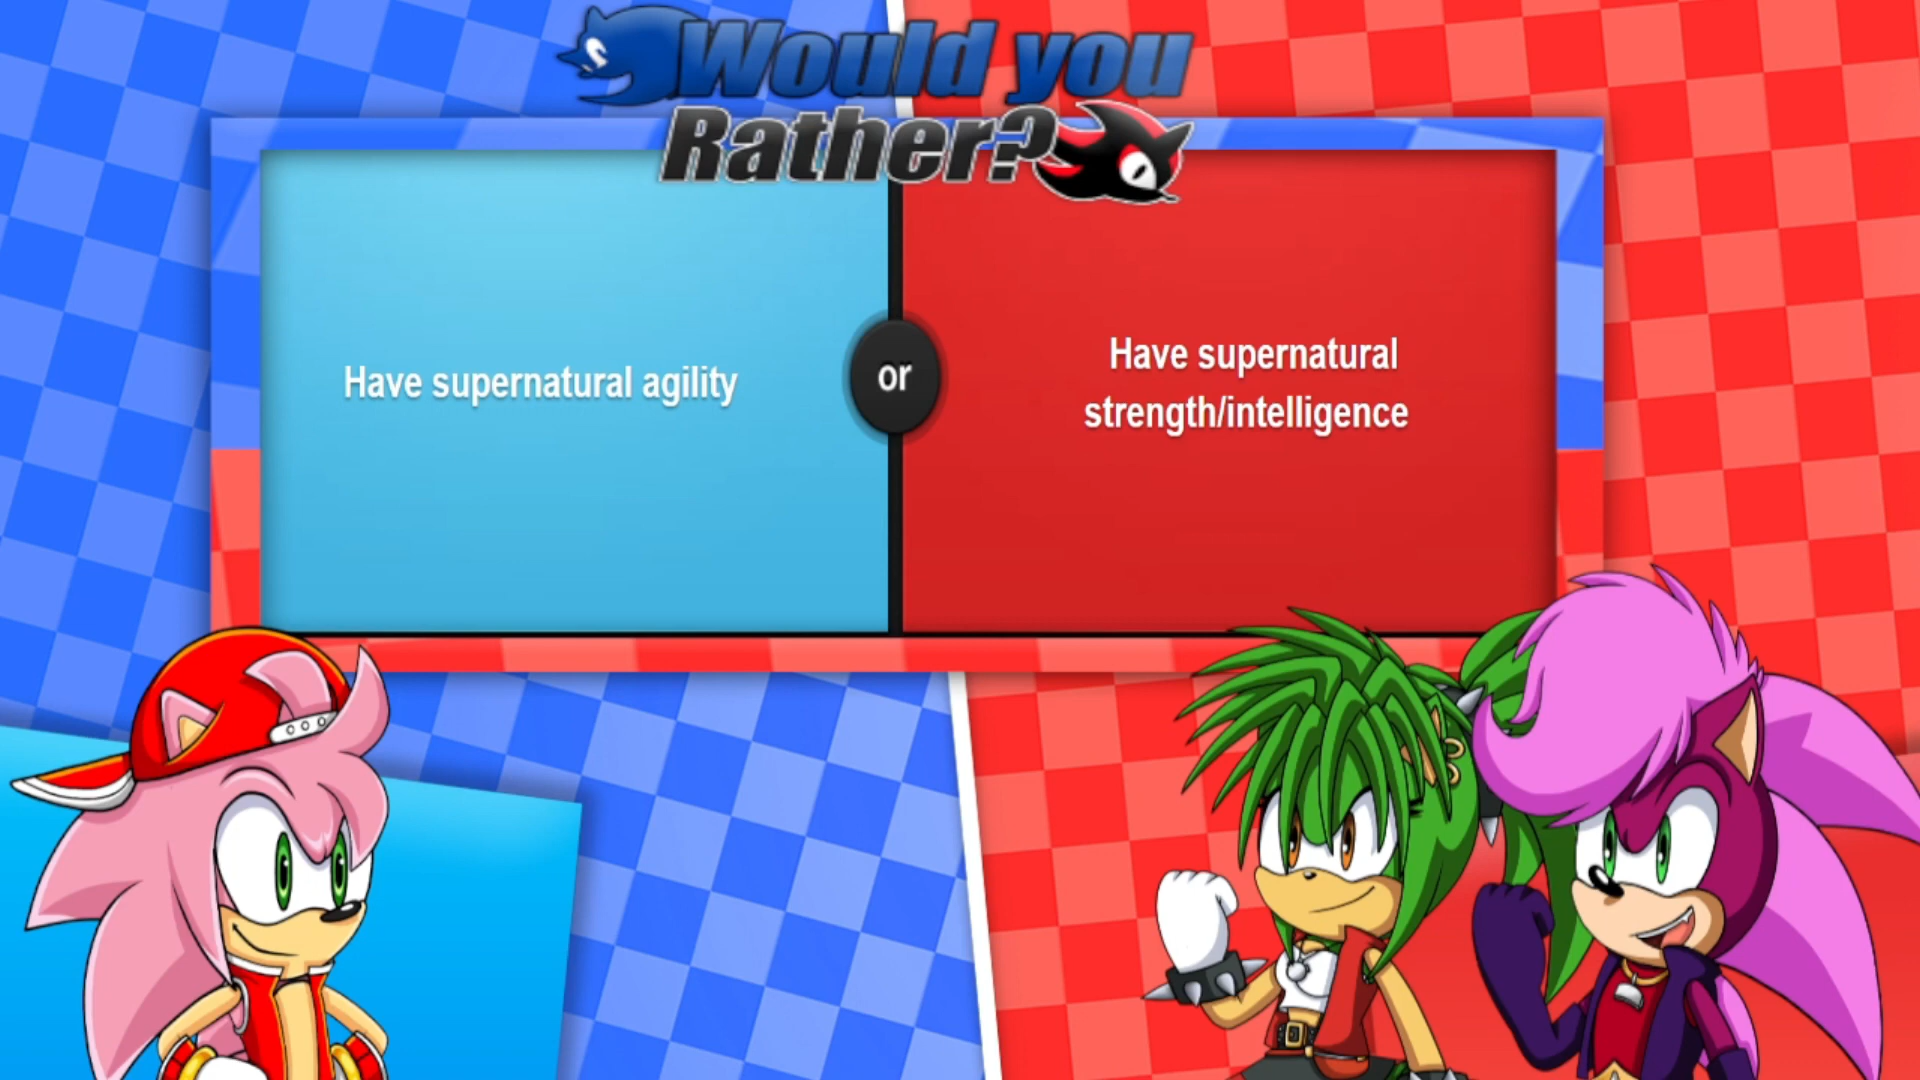 Would you
Rather?
Have supernatural agility
or
Have supernatural
strength/intelligence